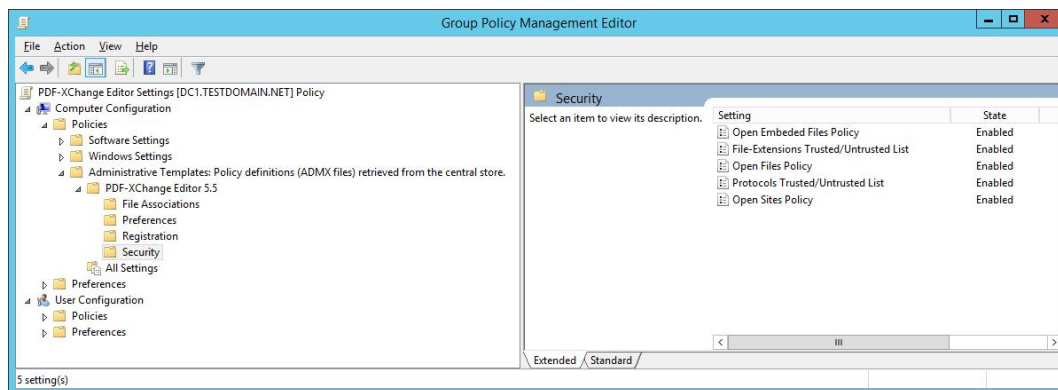 Group Policy Management Editor
File Action View Help
PDF-XChange Editor Settings [DC1.TESTDOMAIN.NET] Policy
Computer Configuration
Policies
Software Settings
Windows Settings
Administrative Templates: Policy definitions (ADMX files) retrieved from the central store.
PDF-XChange Editor 5.5
File Associations
Preferences
Registration
Security
All Settings
Preferences
User Configuration
Policies
Preferences
Security
Select an item to view its description.
Setting State
Open Embeded Files Policy Enabled
File-Extensions Trusted/Untrusted List Enabled
Open Files Policy Enabled
Protocols Trusted/Untrusted List Enabled
Open Sites Policy Enabled
Extended Standard
5 setting(s)